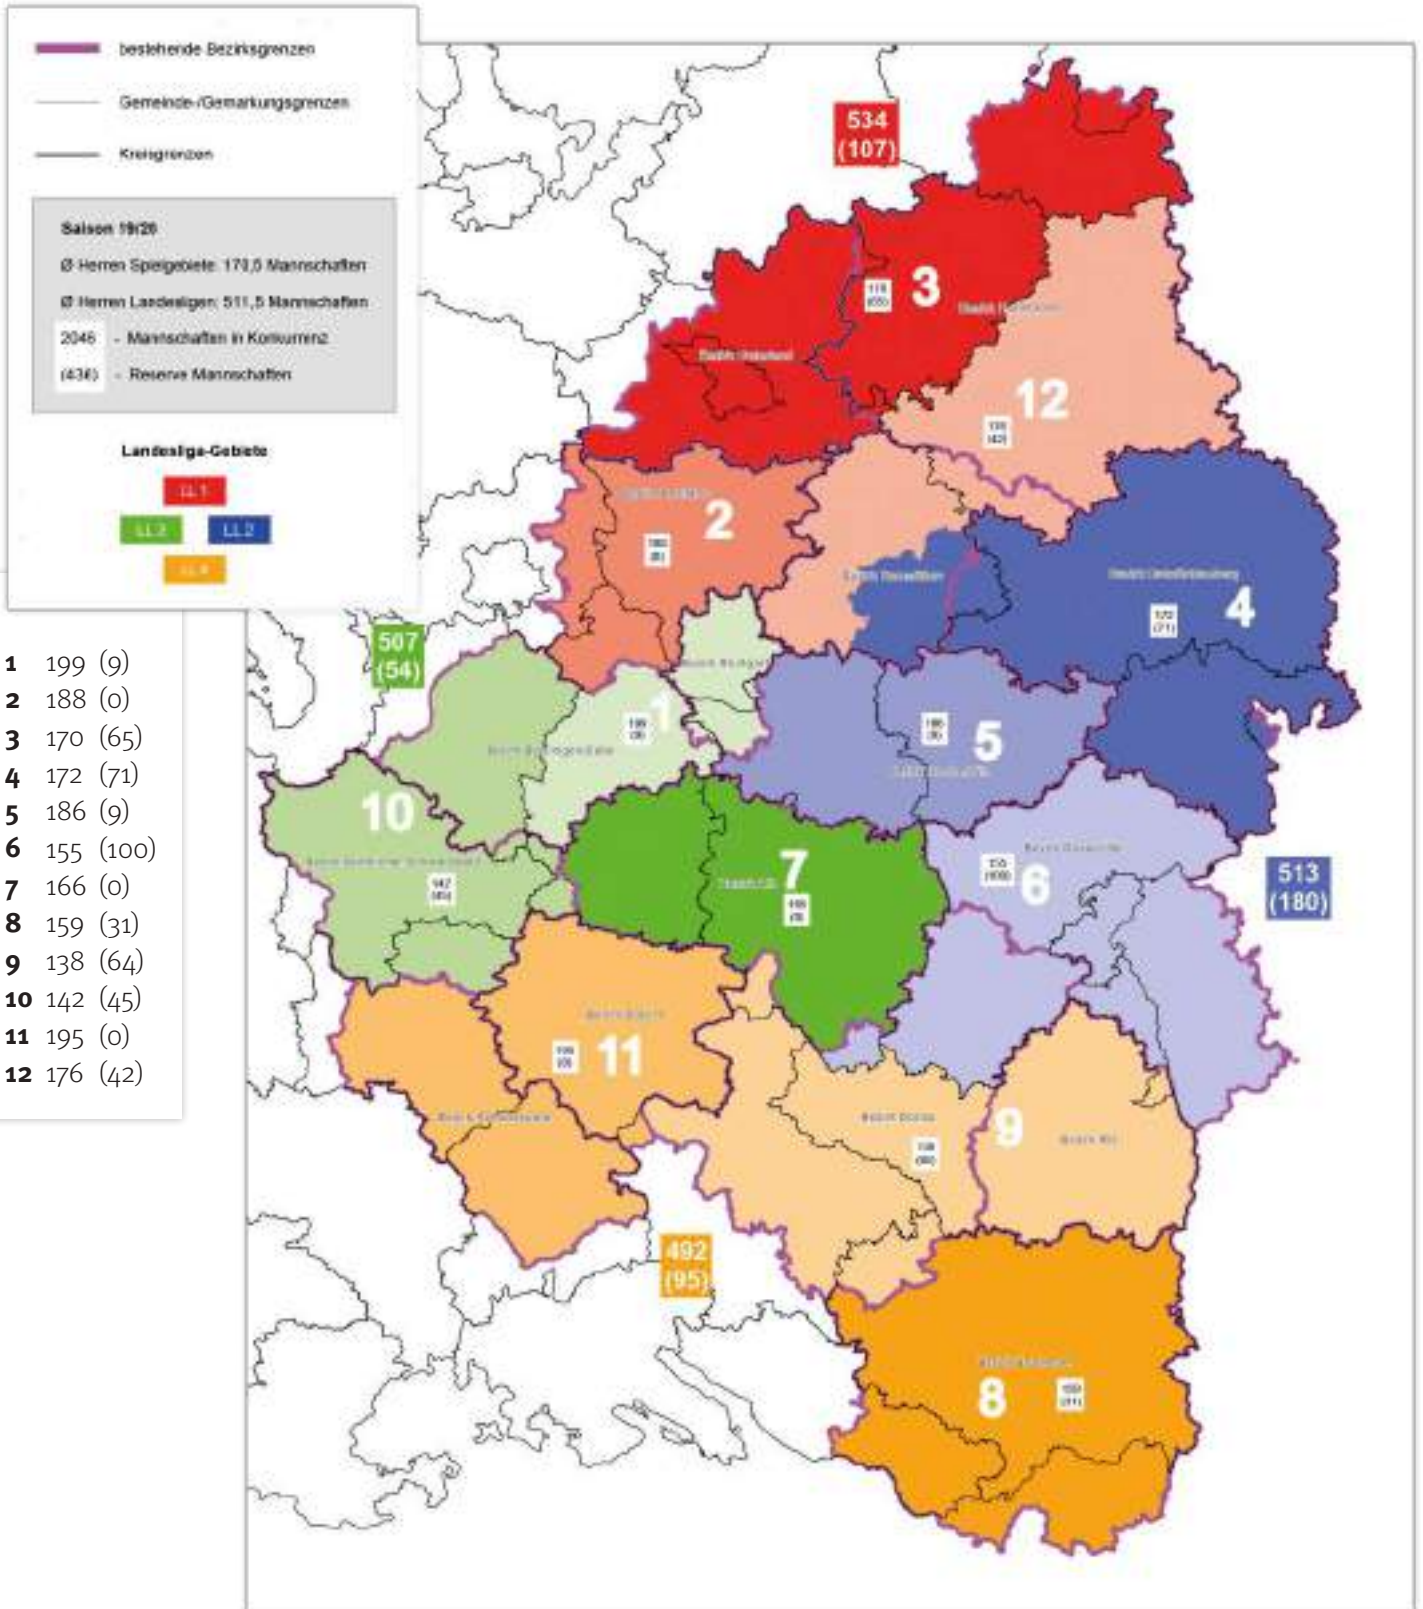 bestehende Bezirksgrenzen
Gemeinde-/Gemarkungsgrenzen
Kreisgrenzen
Saison 19/20
Ø Herren Spielgebiete: 170,5 Mannschaften
Ø Herren Landesligen: 511,5 Mannschaften
2046 - Mannschaften in Konkurrenz
(436) - Reserve Mannschaften
Landesliga-Gebiete
LL 1
LL 3 LL 2
LL 4
1 199 (9)
2 188 (0)
3 170 (65)
4 172 (71)
5 186 (9)
6 155 (100)
7 166 (0)
8 159 (31)
9 138 (64)
10 142 (45)
11 195 (0)
12 176 (42)
534
(107)
3
12
2
4
507
(54)
1
5
10
7
6
513
(180)
11
9
492
(95)
8